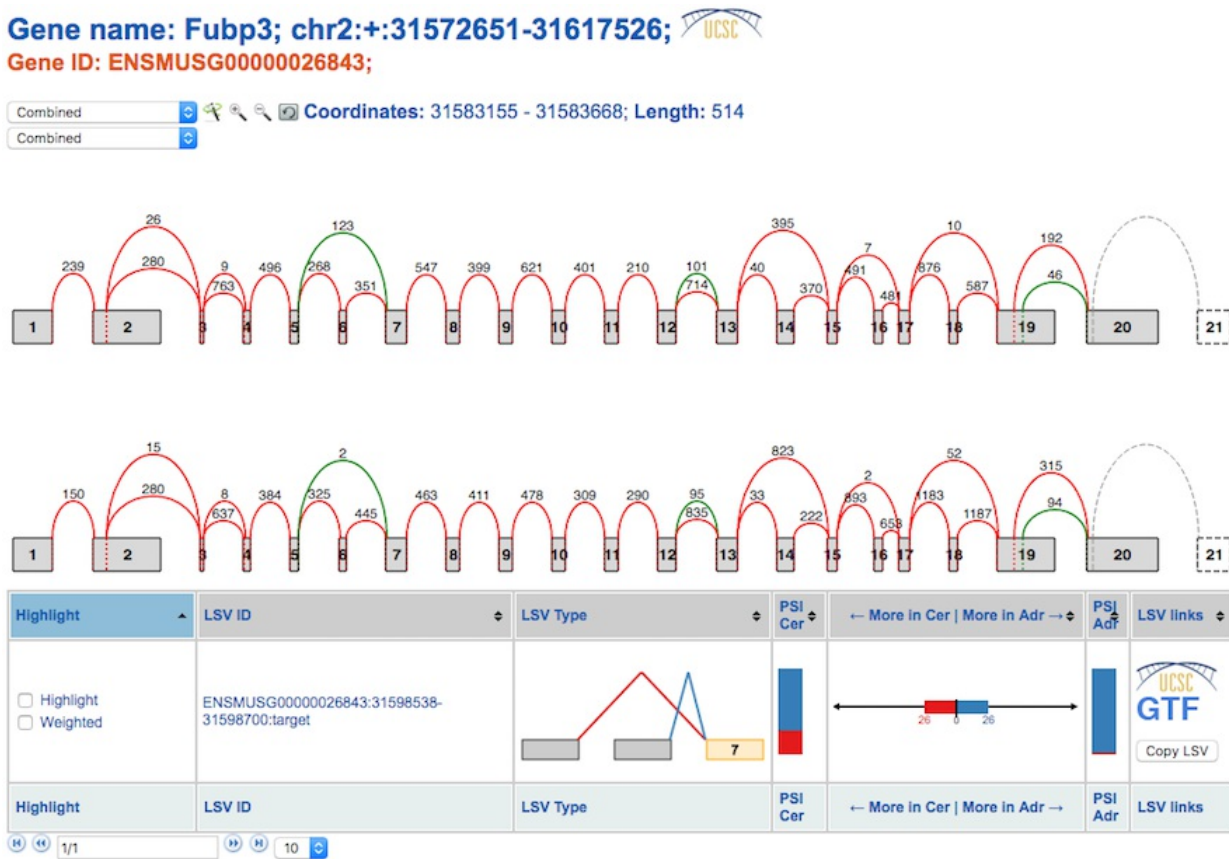 Gene name: Fubp3; chr2:+:31572651-31617526; UCSC
Gene ID: ENSMUSG00000026843;
Combined Coordinates: 31583155 - 31583668; Length: 514
Combined
26 123 395 7 10 192
239 280 9 496 268 547 399 621 401 210 101 40 491 876 46
763 351 714 370 481 587
1 2 3 4 5 6 7 8 9 10 11 12 13 14 15 16 17 18 19 20 21
15 2 823 2 52 315
150 280 8 384 325 463 411 478 309 290 95 33 893 1183 94
637 445 835 222 653 1187
1 2 3 4 5 6 7 8 9 10 11 12 13 14 15 16 17 18 19 20 21
Highlight LSV ID LSV Type PSI Cer ← More in Cer | More in Adr → PSI Adr LSV links
Highlight
Weighted
ENSMUSG00000026843:31598538-
31598700:target
7
26 0 26
UCSC
GTF
Copy LSV
Highlight LSV ID LSV Type PSI Cer ← More in Cer | More in Adr → PSI Adr LSV links
1/1 10